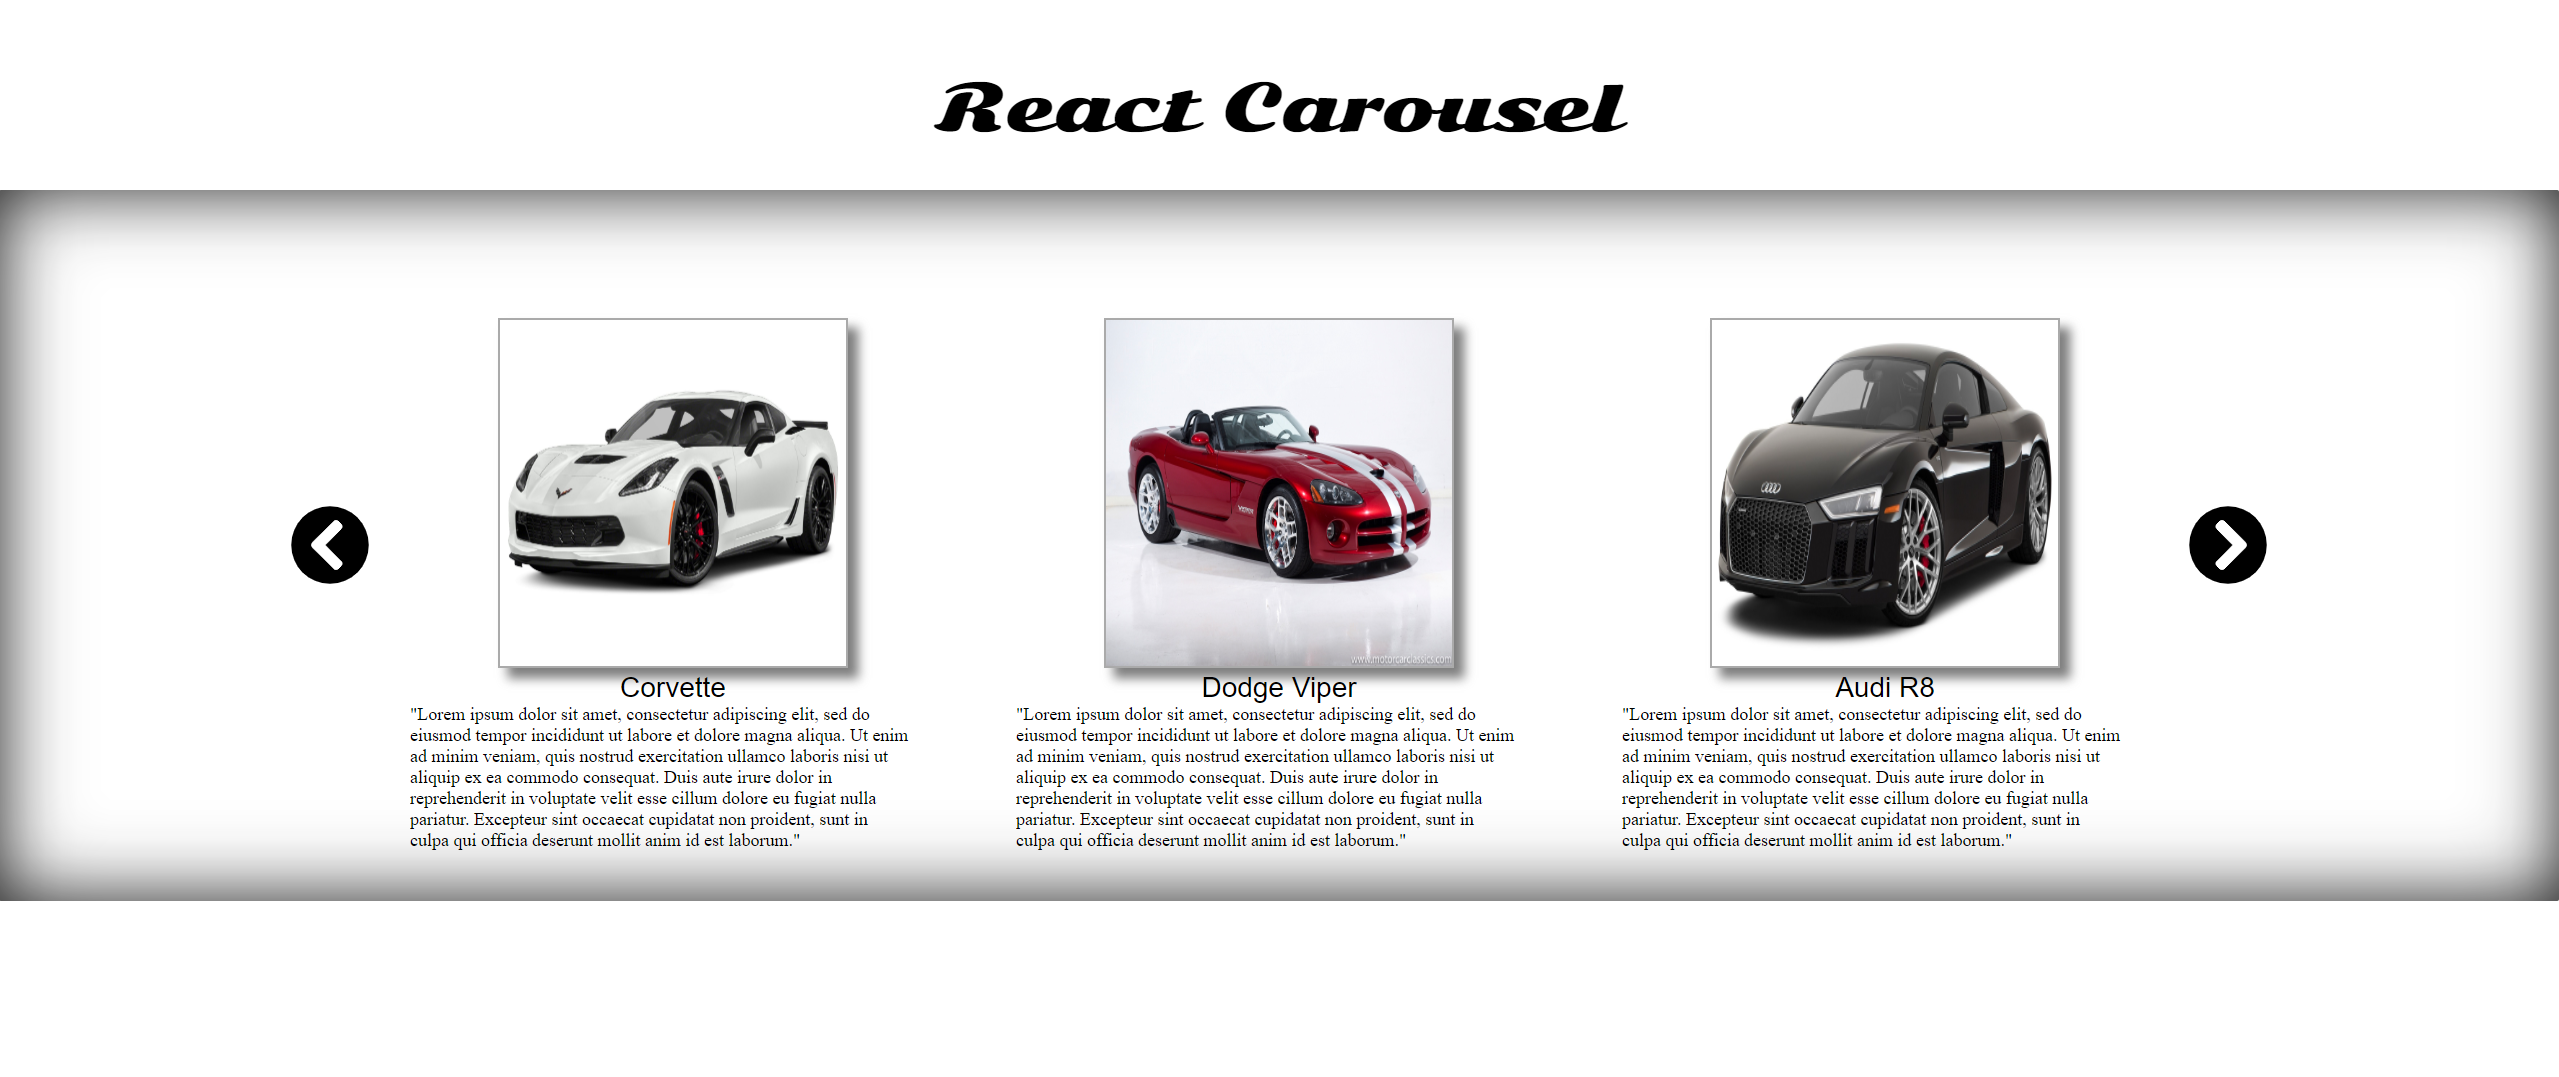 React Carousel
VIPER
www.motorcarclassics.com
Corvette
"Lorem ipsum dolor sit amet, consectetur adipiscing elit, sed do
eiusmod tempor incididunt ut labore et dolore magna aliqua. Ut enim
ad minim veniam, quis nostrud exercitation ullamco laboris nisi ut
aliquip ex ea commodo consequat. Duis aute irure dolor in
reprehenderit in voluptate velit esse cillum dolore eu fugiat nulla
pariatur. Excepteur sint occaecat cupidatat non proident, sunt in
culpa qui officia deserunt mollit anim id est laborum."
Dodge Viper
"Lorem ipsum dolor sit amet, consectetur adipiscing elit, sed do
eiusmod tempor incididunt ut labore et dolore magna aliqua. Ut enim
ad minim veniam, quis nostrud exercitation ullamco laboris nisi ut
aliquip ex ea commodo consequat. Duis aute irure dolor in
reprehenderit in voluptate velit esse cillum dolore eu fugiat nulla
pariatur. Excepteur sint occaecat cupidatat non proident, sunt in
culpa qui officia deserunt mollit anim id est laborum."
Audi R8
"Lorem ipsum dolor sit amet, consectetur adipiscing elit, sed do
eiusmod tempor incididunt ut labore et dolore magna aliqua. Ut enim
ad minim veniam, quis nostrud exercitation ullamco laboris nisi ut
aliquip ex ea commodo consequat. Duis aute irure dolor in
reprehenderit in voluptate velit esse cillum dolore eu fugiat nulla
pariatur. Excepteur sint occaecat cupidatat non proident, sunt in
culpa qui officia deserunt mollit anim id est laborum."